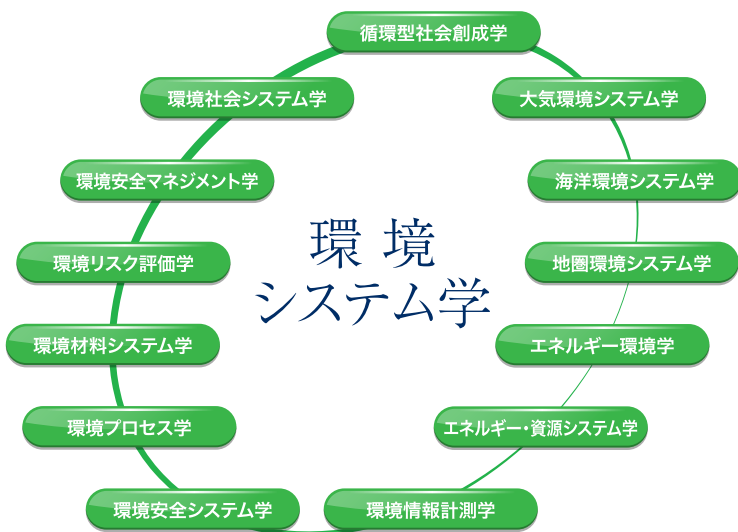 循環型社会創成学
環境社会システム学
大気環境システム学
環境安全マネジメント学
海洋環境システム学
環境
システム学
環境リスク評価学
地圏環境システム学
環境材料システム学
エネルギー環境学
環境プロセス学
エネルギー・資源システム学
環境安全システム学
環境情報計測学